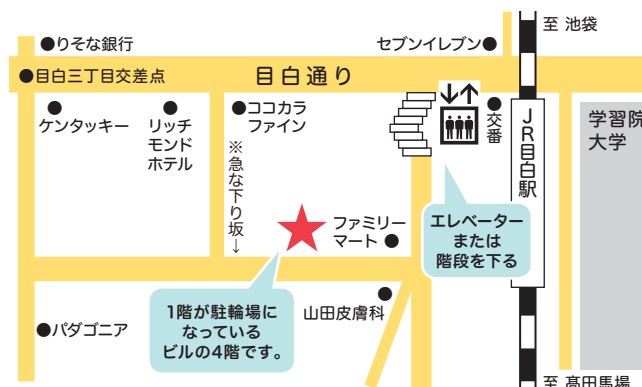 至 池袋
りそな銀行
セブンイレブン
目白三丁目交差点
目白通り
ケンタッキー
リッチ
モンド
ホテル
ココカラ
ファイン
※急な下り坂↓
交番
JR目白駅
学習院
大学
ファミリー
マート
エレベーター
または
階段を下る
1階が駐輪場に
なっている
ビルの4階です。
山田皮膚科
パダゴニア
至 高田馬場